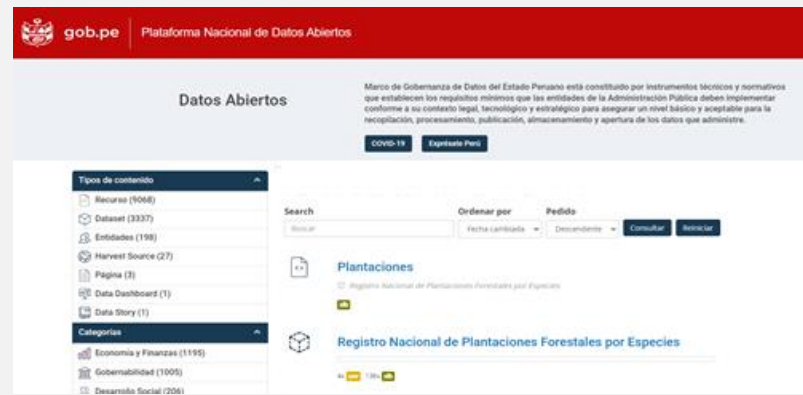 gob.pe
Plataforma Nacional de Datos Abiertos
Datos Abiertos
Marco de Gobernanza de Datos del Estado Peruano está constituido por instrumentos técnicos y normativos
que establecen los requisitos mínimos que las entidades de la Administración Pública deben implementar
conforme a su contexto legal, tecnológico y estratégico para asegurar un nivel básico y aceptable para la
recopilación, procesamiento, publicación, almacenamiento y apertura de los datos que administre.
COVID-19
Exprésate Perú
Tipos de contenido
Recurso (9068)
Dataset (3337)
Entidades (198)
Harvest Source (27)
Página (3)
Data Dashboard (1)
Data Story (1)
Categorías
Economía y Finanzas (1195)
Gobernabilidad (1005)
Desarrollo Social (206)
Search
Buscar
Ordenar por
Fecha cambiada
Pedido
Descendente
Consultar
Reiniciar
Plantaciones
Registro Nacional de Plantaciones Forestales por Especies
Registro Nacional de Plantaciones Forestales por Especies